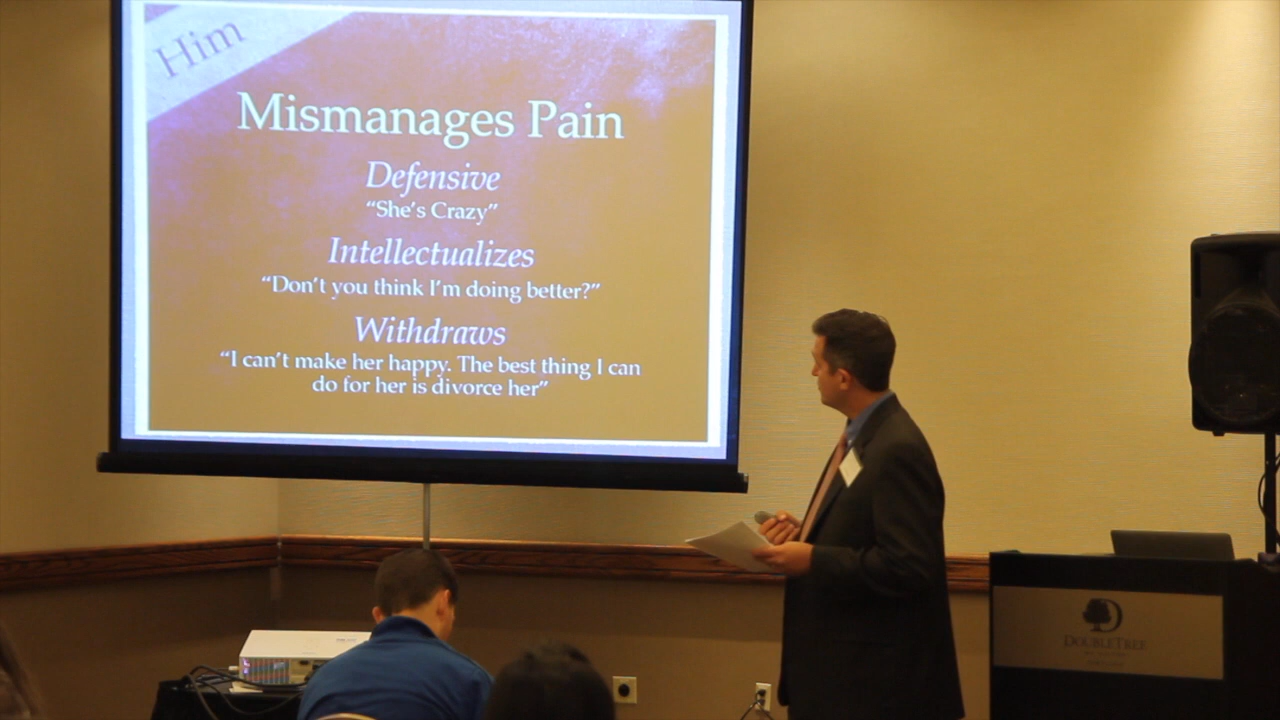 Him
Mismanages Pain
Defensive
“She’s Crazy”
Intellectualizes
“Don’t you think I’m doing better?”
Withdraws
“I can’t make her happy. The best thing I can
do for her is divorce her”
D
DOUBLETREE